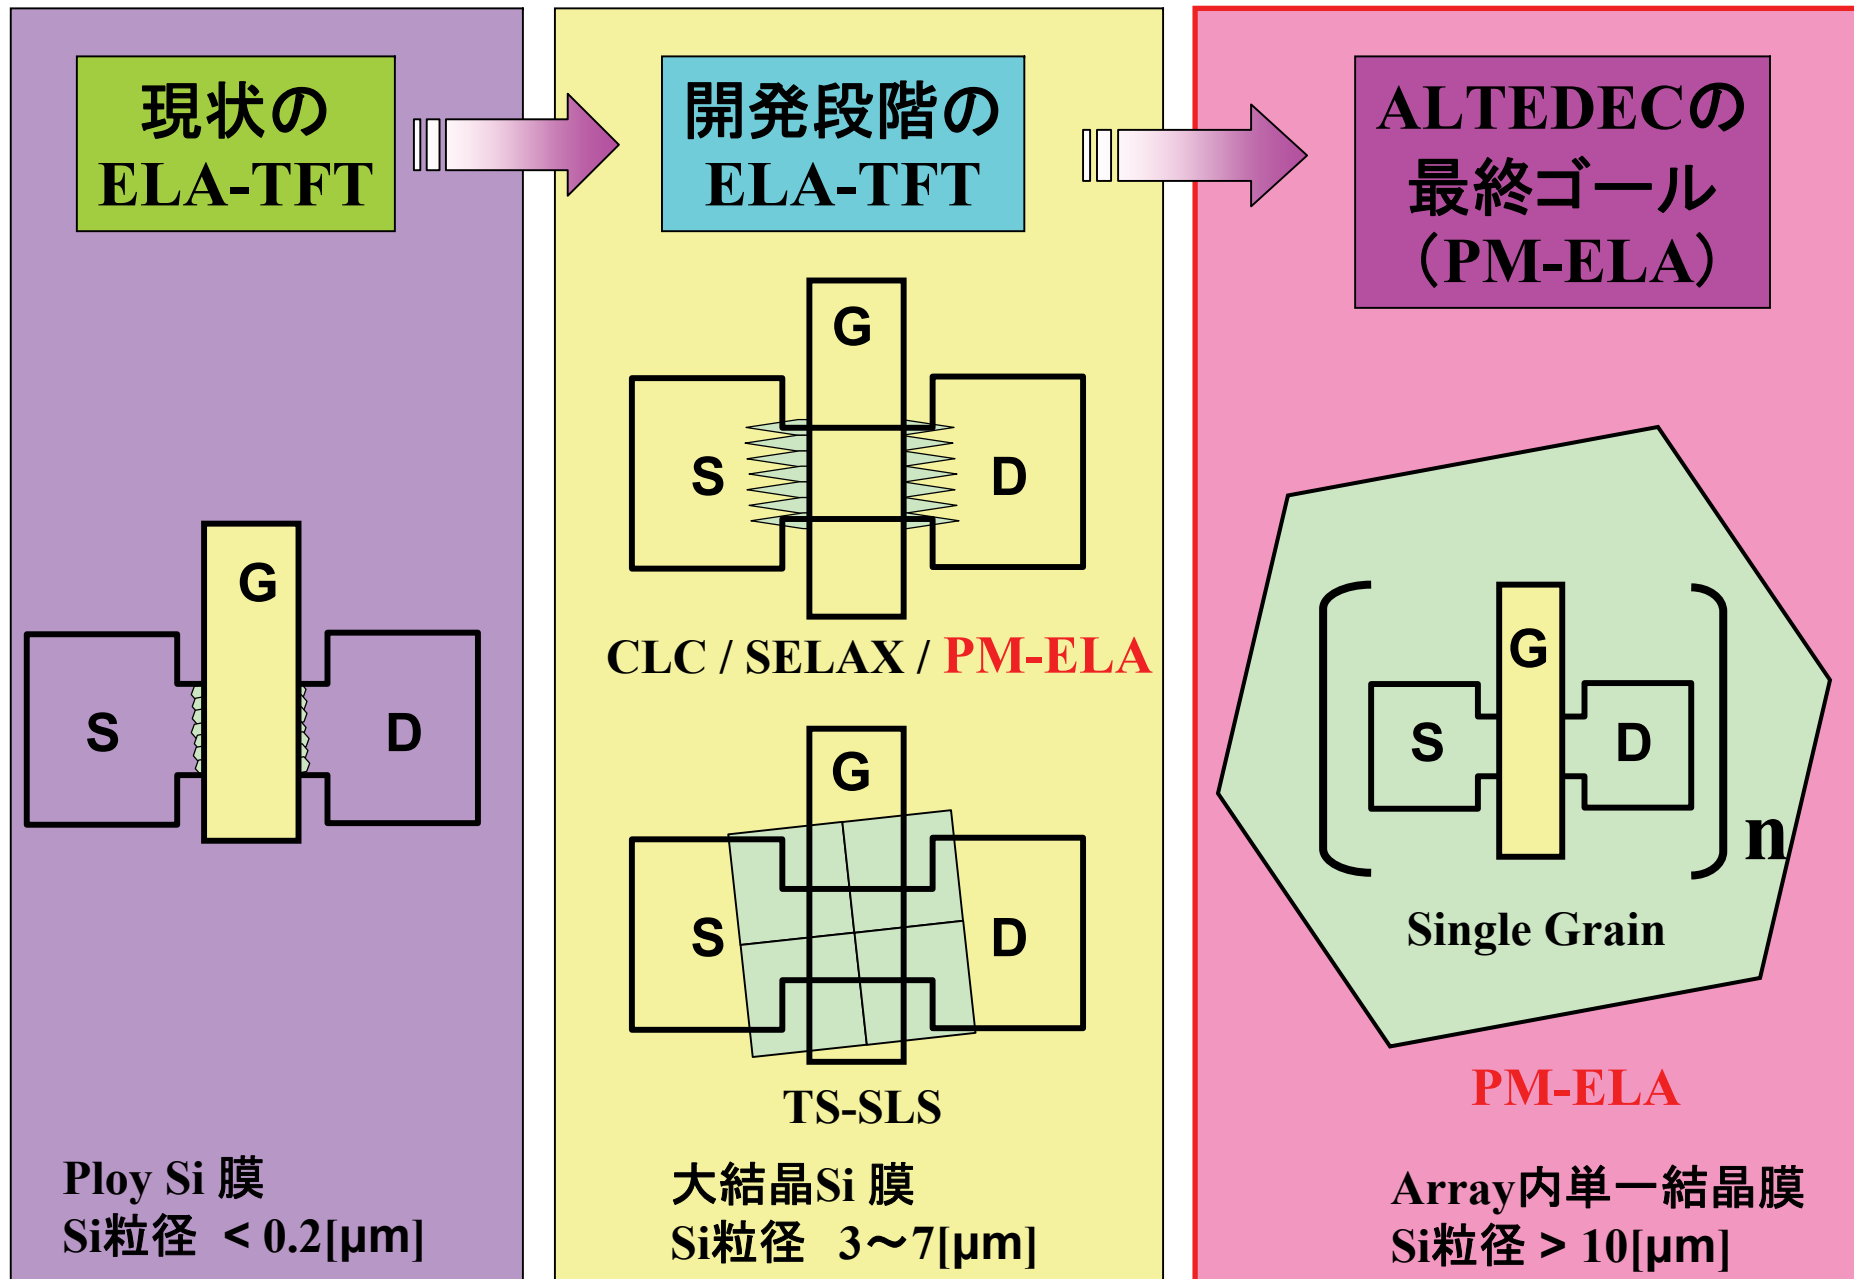 現状の
ELA-TFT
G
S
D
Ploy Si 膜
Si粒径 < 0.2[μm]
開発段階の
ELA-TFT
G
S
D
CLC / SELAX / PM-ELA
G
S
D
TS-SLS
大結晶Si 膜
Si粒径 3～7[μm]
ALTEDECの
最終ゴール
（PM-ELA）
G
S
D
n
Single Grain
PM-ELA
Array内単一結晶膜
Si粒径 > 10[μm]